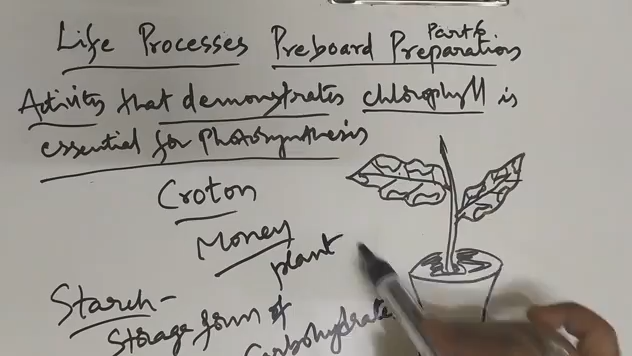 Part 6
Life Processes Preboard Preparation
Activity that demonstrates chlorophyll is
essential for Photosynthesis
Croton
Money
plant
Starch-
Storage form of
Carbohydrate